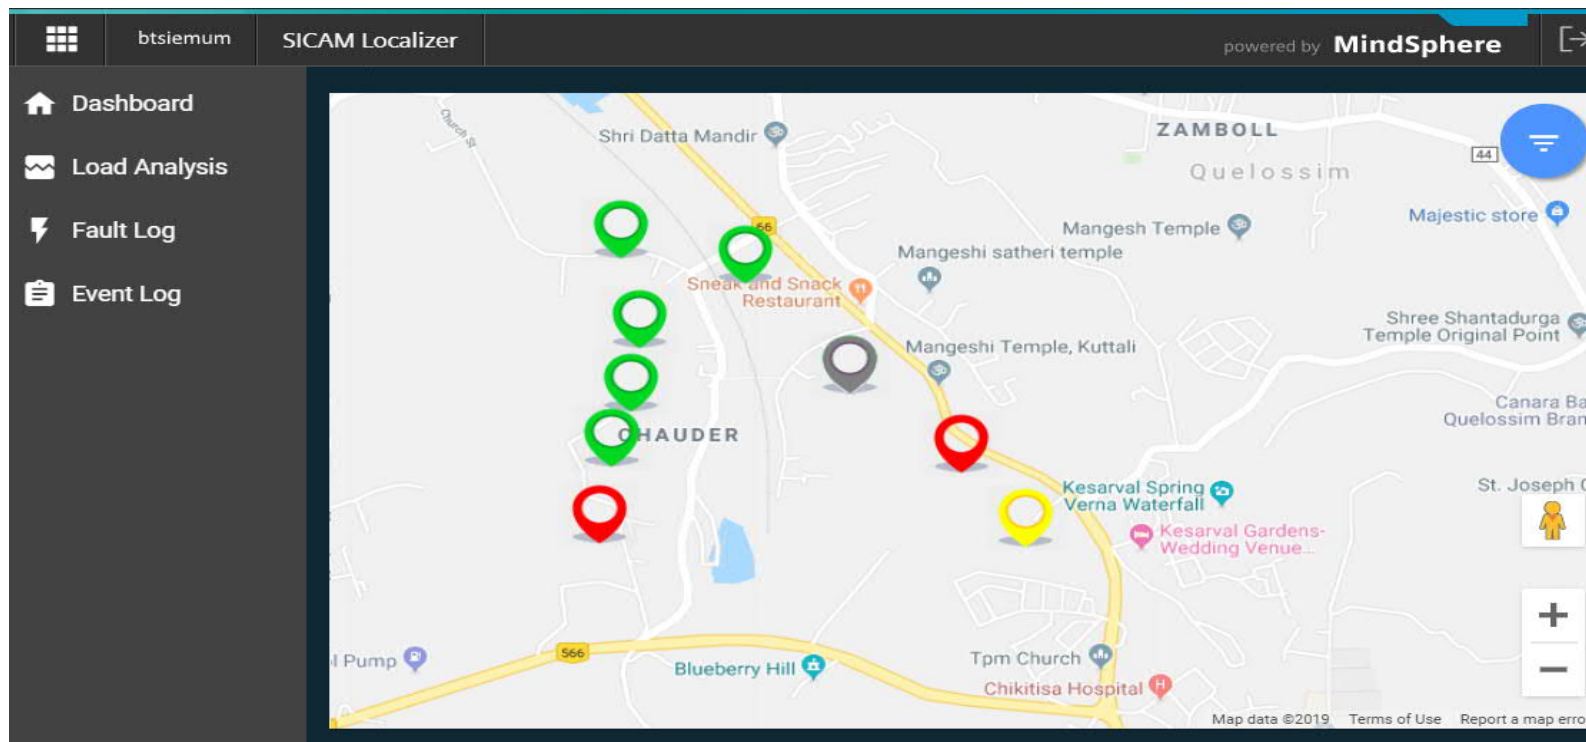 btsiemum
SICAM Localizer
powered by MindSphere
Dashboard
Load Analysis
Fault Log
Event Log
Church St
Shri Datta Mandir
ZAMBOLL
Quelossim
44
Majestic store
66
Mangesh Temple
Mangeshi satheri temple
Sneak and Snack
Restaurant
Shree Shantadurga
Temple Original Point
Mangeshi Temple, Kuttali
Canara Ba
Quelossim Bran
CHAUDER
Kesarval Spring
Verna Waterfall
St. Joseph
Kesarval Gardens-
Wedding Venue...
566
l Pump
Blueberry Hill
Tpm Church
Chikitisa Hospital
H
Map data ©2019 Terms of Use Report a map erro